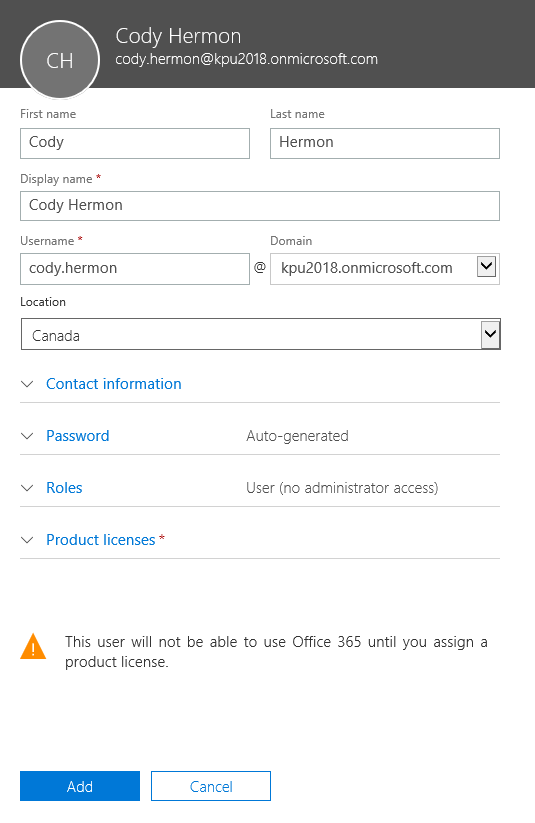 CH
Cody Hermon
cody.hermon@kpu2018.onmicrosoft.com
First name
Last name
Cody
Hermon
Display name *
Cody Hermon
Username *
Domain
cody.hermon @ kpu2018.onmicrosoft.com
Location
Canada
Contact information
Password Auto-generated
Roles User (no administrator access)
Product licenses *
! This user will not be able to use Office 365 until you assign a
product license.
Add Cancel